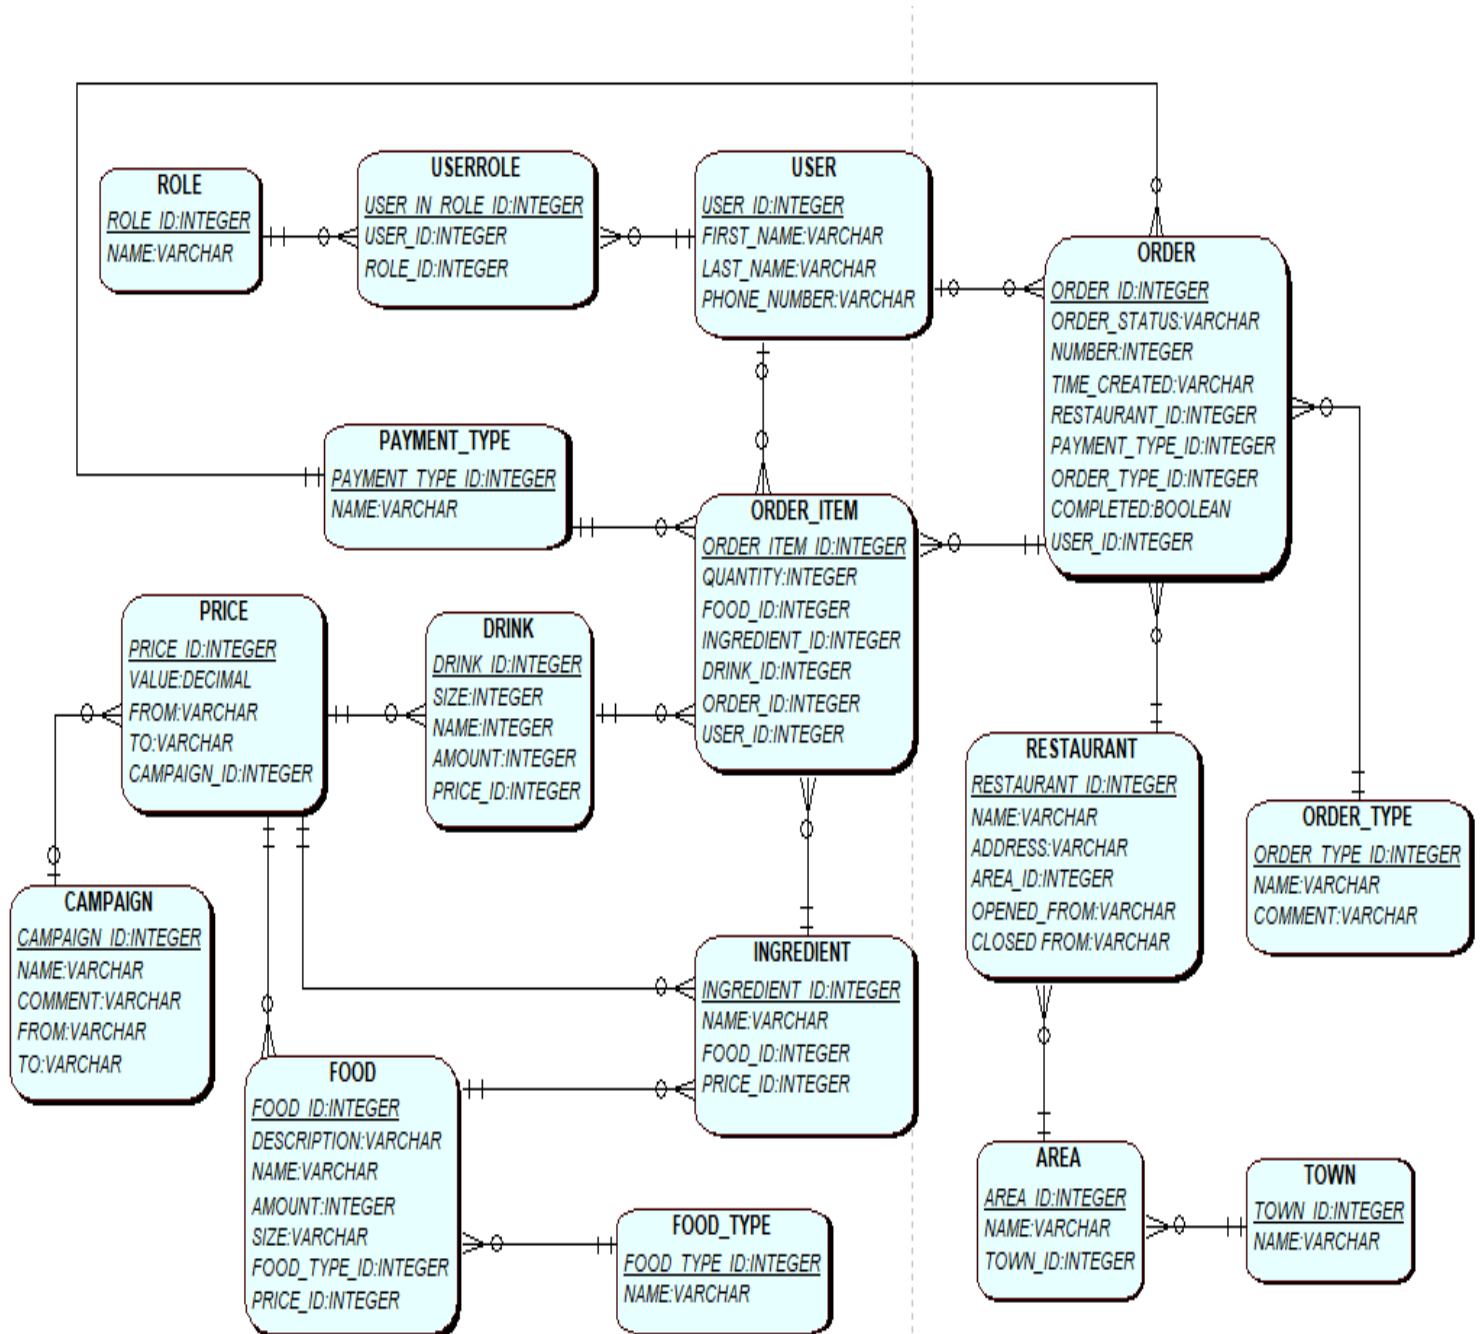 ROLE
ROLE_ID:INTEGER
NAME:VARCHAR
USERROLE
USER_IN_ROLE_ID:INTEGER
USER_ID:INTEGER
ROLE_ID:INTEGER
USER
USER_ID:INTEGER
FIRST_NAME:VARCHAR
LAST_NAME:VARCHAR
PHONE_NUMBER:VARCHAR
ORDER
ORDER_ID:INTEGER
ORDER_STATUS:VARCHAR
NUMBER:INTEGER
TIME_CREATED:VARCHAR
RESTAURANT_ID:INTEGER
PAYMENT_TYPE_ID:INTEGER
ORDER_TYPE_ID:INTEGER
COMPLETED:BOOLEAN
USER_ID:INTEGER
PAYMENT_TYPE
PAYMENT_TYPE_ID:INTEGER
NAME:VARCHAR
ORDER_ITEM
ORDER_ITEM_ID:INTEGER
QUANTITY:INTEGER
FOOD_ID:INTEGER
INGREDIENT_ID:INTEGER
DRINK_ID:INTEGER
ORDER_ID:INTEGER
USER_ID:INTEGER
PRICE
PRICE_ID:INTEGER
VALUE:DECIMAL
FROM:VARCHAR
TO:VARCHAR
CAMPAIGN_ID:INTEGER
DRINK
DRINK_ID:INTEGER
SIZE:INTEGER
NAME:INTEGER
AMOUNT:INTEGER
PRICE_ID:INTEGER
RESTAURANT
RESTAURANT_ID:INTEGER
NAME:VARCHAR
ADDRESS:VARCHAR
AREA_ID:INTEGER
OPENED_FROM:VARCHAR
CLOSED FROM:VARCHAR
ORDER_TYPE
ORDER_TYPE_ID:INTEGER
NAME:VARCHAR
COMMENT:VARCHAR
CAMPAIGN
CAMPAIGN_ID:INTEGER
NAME:VARCHAR
COMMENT:VARCHAR
FROM:VARCHAR
TO:VARCHAR
INGREDIENT
INGREDIENT_ID:INTEGER
NAME:VARCHAR
FOOD_ID:INTEGER
PRICE_ID:INTEGER
FOOD
FOOD_ID:INTEGER
DESCRIPTION:VARCHAR
NAME:VARCHAR
AMOUNT:INTEGER
SIZE:VARCHAR
FOOD_TYPE_ID:INTEGER
PRICE_ID:INTEGER
FOOD_TYPE
FOOD_TYPE_ID:INTEGER
NAME:VARCHAR
AREA
AREA_ID:INTEGER
NAME:VARCHAR
TOWN_ID:INTEGER
TOWN
TOWN_ID:INTEGER
NAME:VARCHAR